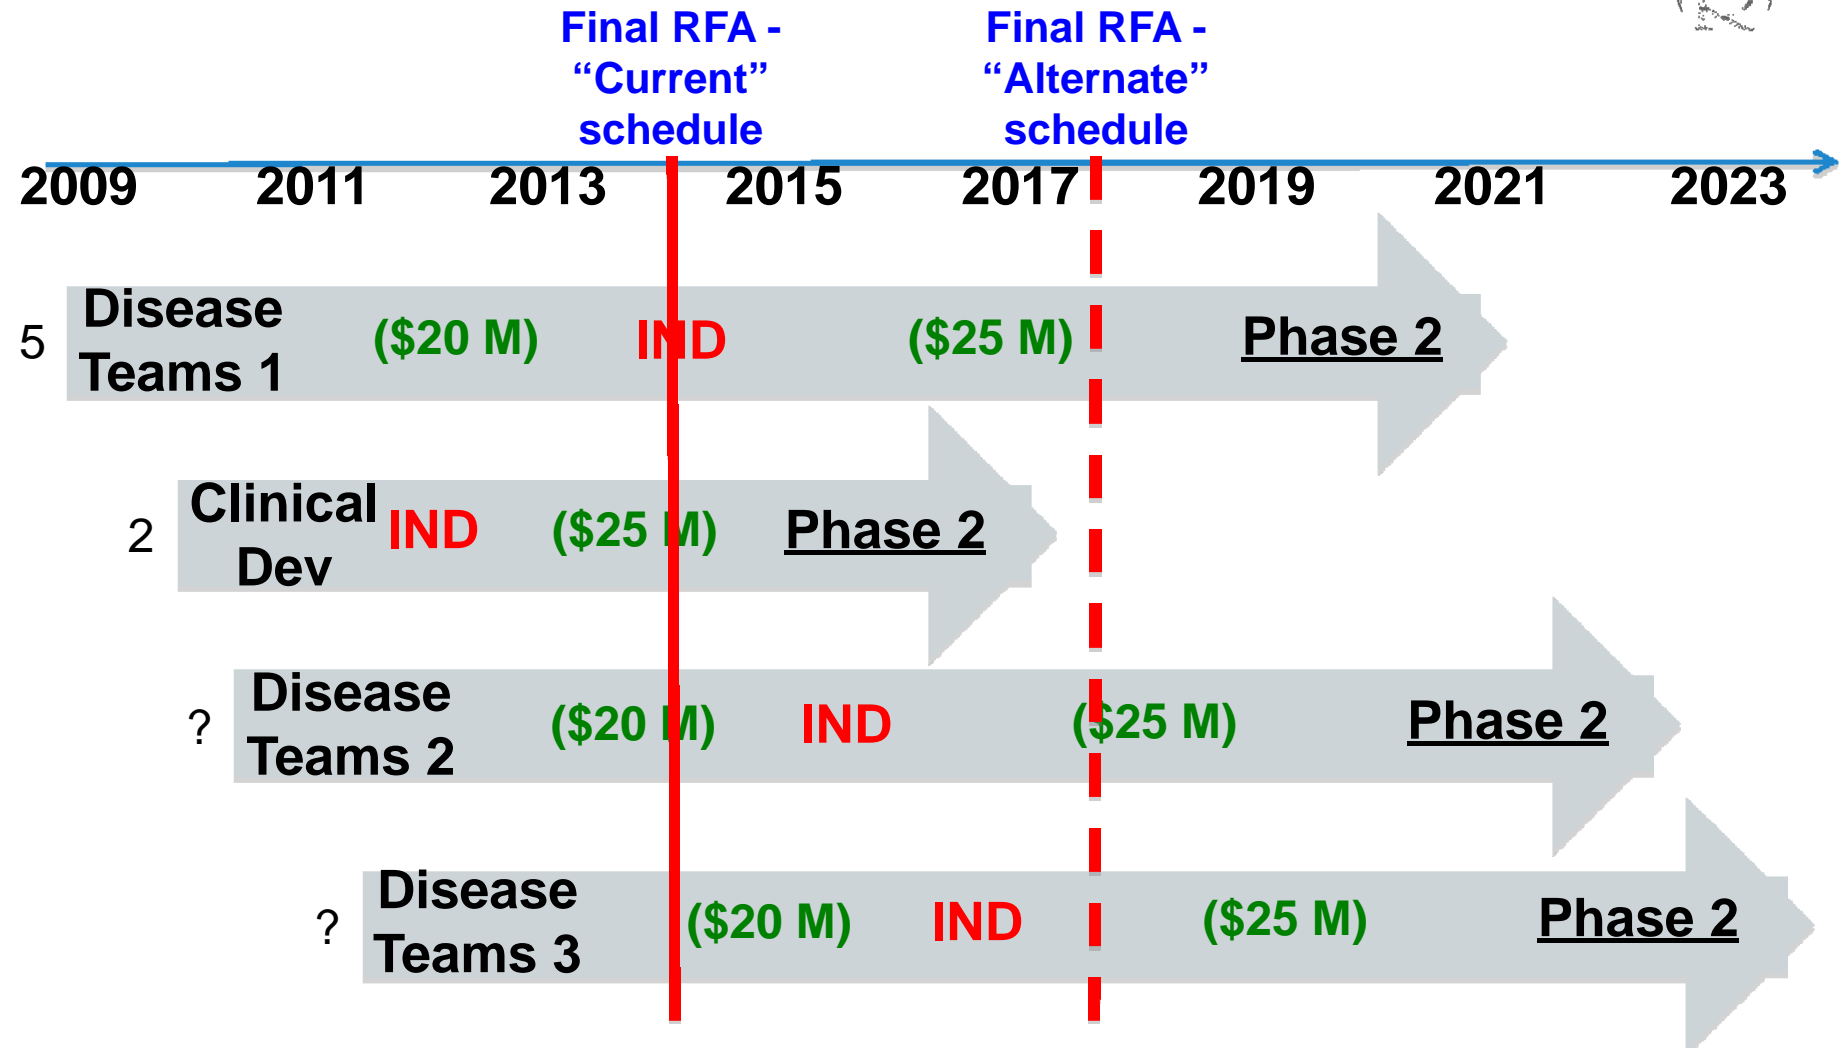 Final RFA -
“Current”
schedule
Final RFA -
“Alternate”
schedule
2009 2011 2013 2015 2017 2019 2021 2023
5
Disease
Teams 1
($20 M)
IND
($25 M)
Phase 2
2
Clinical
Dev
IND
($25 M)
Phase 2
?
Disease
Teams 2
($20 M)
IND
($25 M)
Phase 2
?
Disease
Teams 3
($20 M)
IND
($25 M)
Phase 2